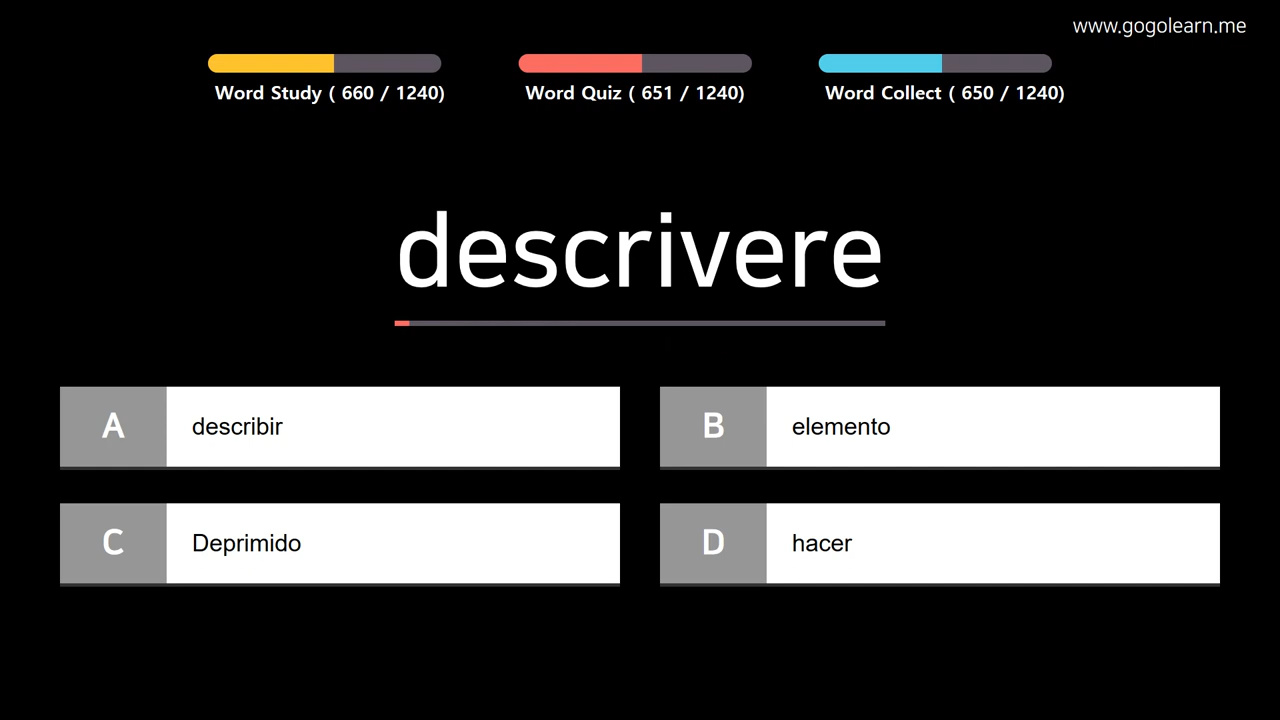 www.gogolearn.me
Word Study ( 660 / 1240)
Word Quiz ( 651 / 1240)
Word Collect ( 650 / 1240)
descrivere
A describir
B elemento
C Deprimido
D hacer